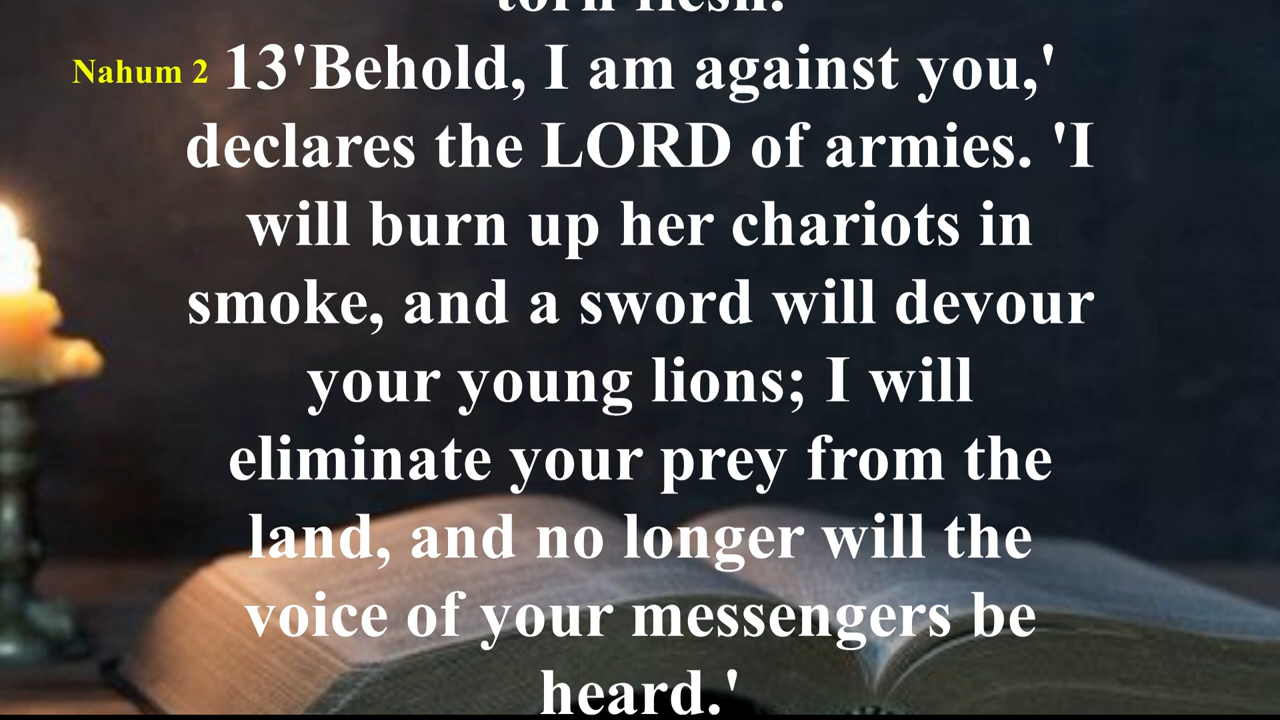 torn flesh.
Nahum 2 13'Behold, I am against you,'
declares the LORD of armies. 'I
will burn up her chariots in
smoke, and a sword will devour
your young lions; I will
eliminate your prey from the
land, and no longer will the
voice of your messengers be
heard.'